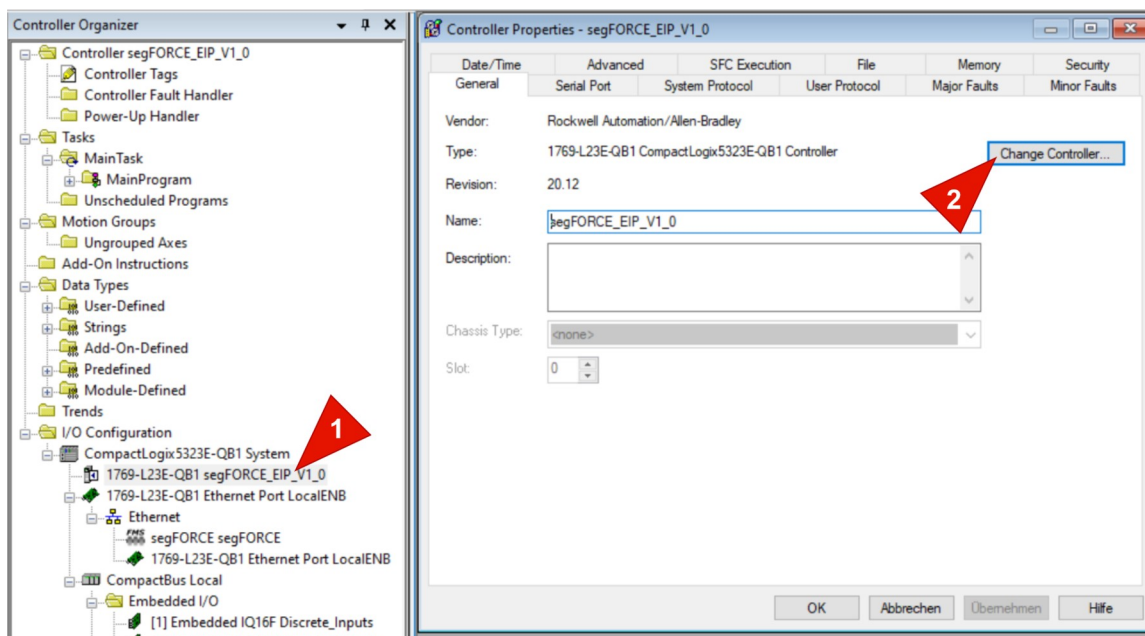 Controller Organizer
Controller segFORCE_EIP_V1_0
Controller Tags
Controller Fault Handler
Power-Up Handler
Tasks
MainTask
MainProgram
Unscheduled Programs
Motion Groups
Ungrouped Axes
Add-On Instructions
Data Types
User-Defined
Strings
Add-On-Defined
Predefined
Module-Defined
Trends
I/O Configuration
1
CompactLogix5323E-QB1 System
1769-L23E-QB1 segFORCE_EIP_V1_0
1769-L23E-QB1 Ethernet Port LocalENB
Ethernet
FMS segFORCE segFORCE
1769-L23E-QB1 Ethernet Port LocalENB
CompactBus Local
Embedded I/O
[1] Embedded IQ16F Discrete_Inputs
Controller Properties - segFORCE_EIP_V1_0
Date/Time Advanced SFC Execution File Memory Security
General Serial Port System Protocol User Protocol Major Faults Minor Faults
Vendor: Rockwell Automation/Allen-Bradley
Type: 1769-L23E-QB1 CompactLogix5323E-QB1 Controller Change Controller...
2
Revision: 20.12
Name: segFORCE_EIP_V1_0
Description:
Chassis Type: <none>
Slot: 0
OK Abbrechen Übernehmen Hilfe